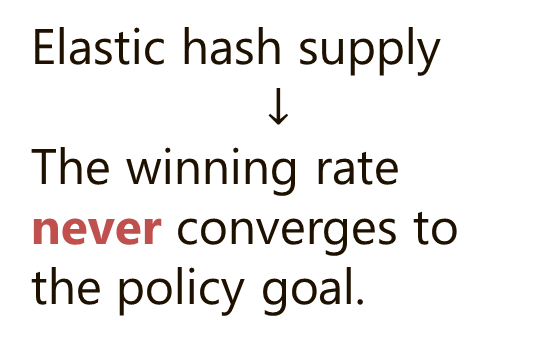 Elastic hash supply
↓
The winning rate
never converges to
the policy goal.